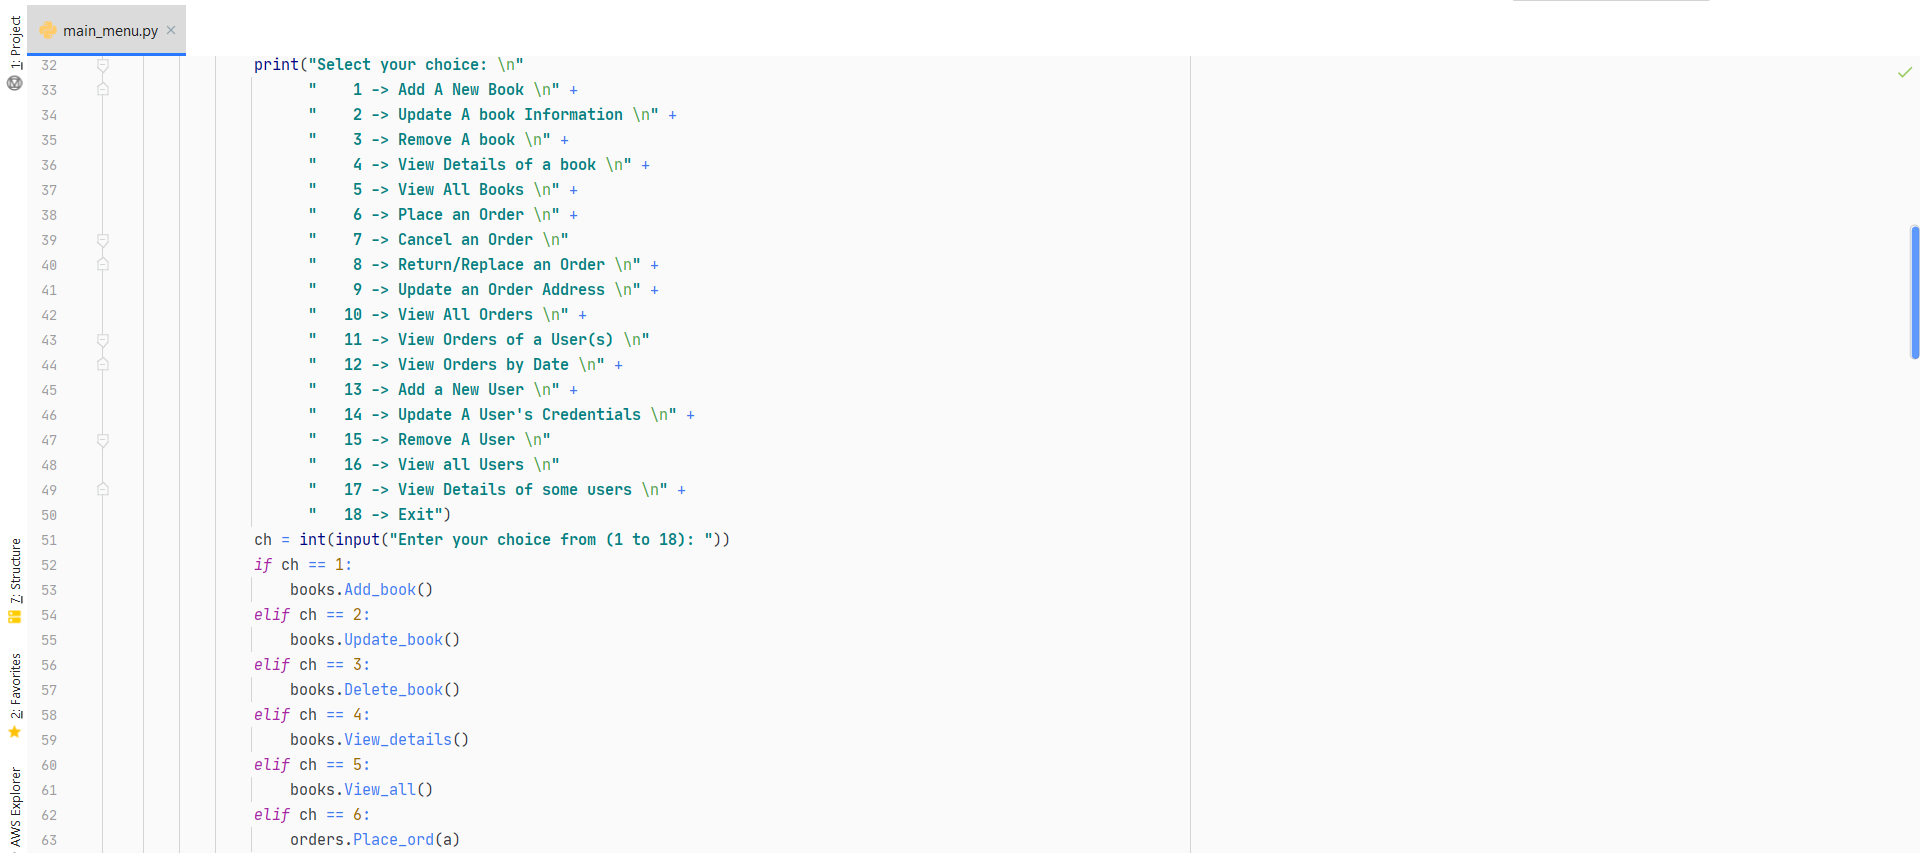 main_menu.py
1: Project
7: Structure
2: Favorites
AWS Explorer
32 print("Select your choice: \n"
33 "    1 -> Add A New Book \n" +
34 "    2 -> Update A book Information \n" +
35 "    3 -> Remove A book \n" +
36 "    4 -> View Details of a book \n" +
37 "    5 -> View All Books \n" +
38 "    6 -> Place an Order \n" +
39 "    7 -> Cancel an Order \n"
40 "    8 -> Return/Replace an Order \n" +
41 "    9 -> Update an Order Address \n" +
42 "   10 -> View All Orders \n" +
43 "   11 -> View Orders of a User(s) \n"
44 "   12 -> View Orders by Date \n" +
45 "   13 -> Add a New User \n" +
46 "   14 -> Update A User's Credentials \n" +
47 "   15 -> Remove A User \n"
48 "   16 -> View all Users \n"
49 "   17 -> View Details of some users \n" +
50 "   18 -> Exit")
51 ch = int(input("Enter your choice from (1 to 18): "))
52 if ch == 1:
53 books.Add_book()
54 elif ch == 2:
55 books.Update_book()
56 elif ch == 3:
57 books.Delete_book()
58 elif ch == 4:
59 books.View_details()
60 elif ch == 5:
61 books.View_all()
62 elif ch == 6:
63 orders.Place_ord(a)